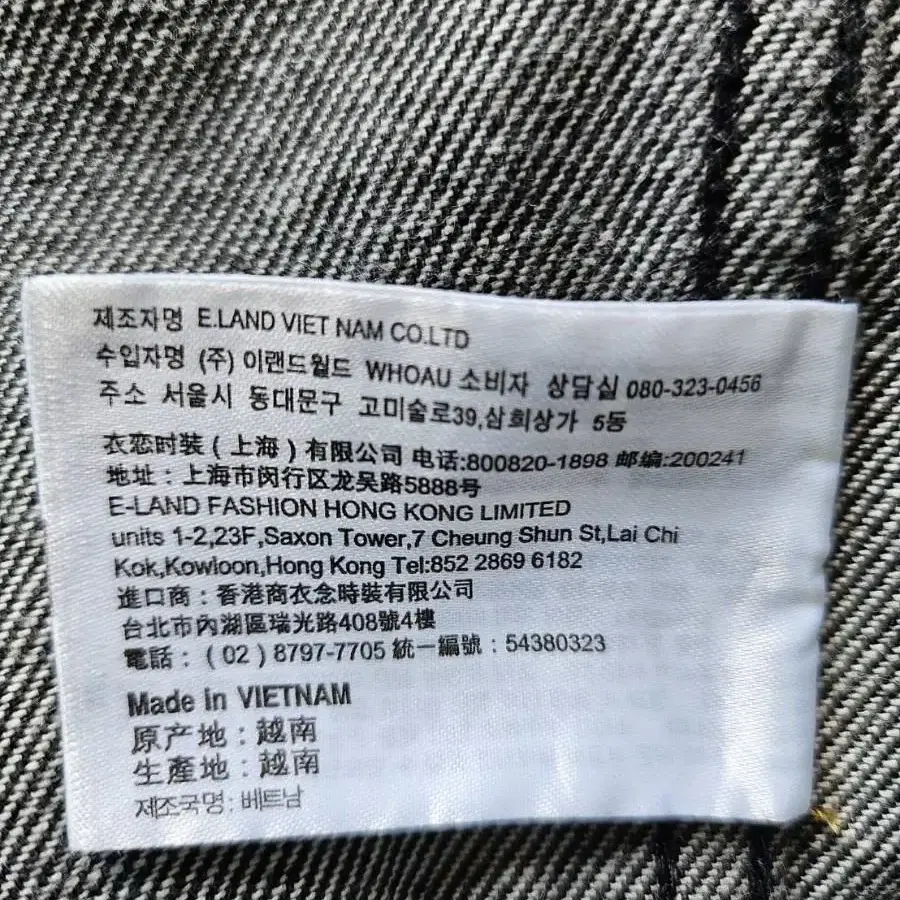 제조자명 E.LAND VIET NAM CO.LTD
수입자명 (주) 이랜드월드 WHOAU 소비자 상담실 080-323-0456
주소 서울시 동대문구 고미술로39,삼희상가 5동
衣恋时装(上海)有限公司 电话:800820-1898 邮编:200241
地址:上海市闵行区龙吴路5888号
E-LAND FASHION HONG KONG LIMITED
units 1-2,23F,Saxon Tower,7 Cheung Shun St,Lai Chi
Kok,Kowloon,Hong Kong Tel:852 2869 6182
進口商:香港商衣念時裝有限公司
台北市內湖區瑞光路408號4樓
電話:(02)8797-7705 統一編號:54380323
Made in VIETNAM
原产地:越南
生產地:越南
제조국명: 베트남